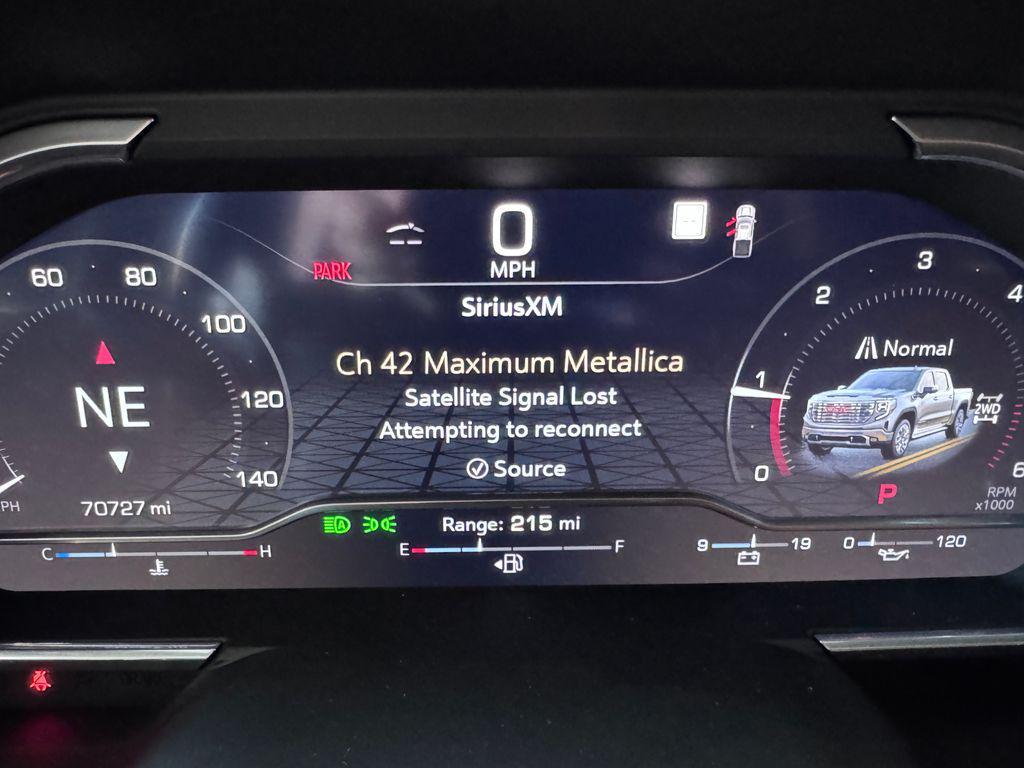 0
MPH
PARK
SiriusXM
Ch 42 Maximum Metallica
Satellite Signal Lost
Attempting to reconnect
Source
60
80
100
120
140
NE
PH
70727 mi
1
2
3
4
0
6
Normal
2WD
P
RPM
x1000
A
Range: 215 mi
C H
E F
9 19
0 120